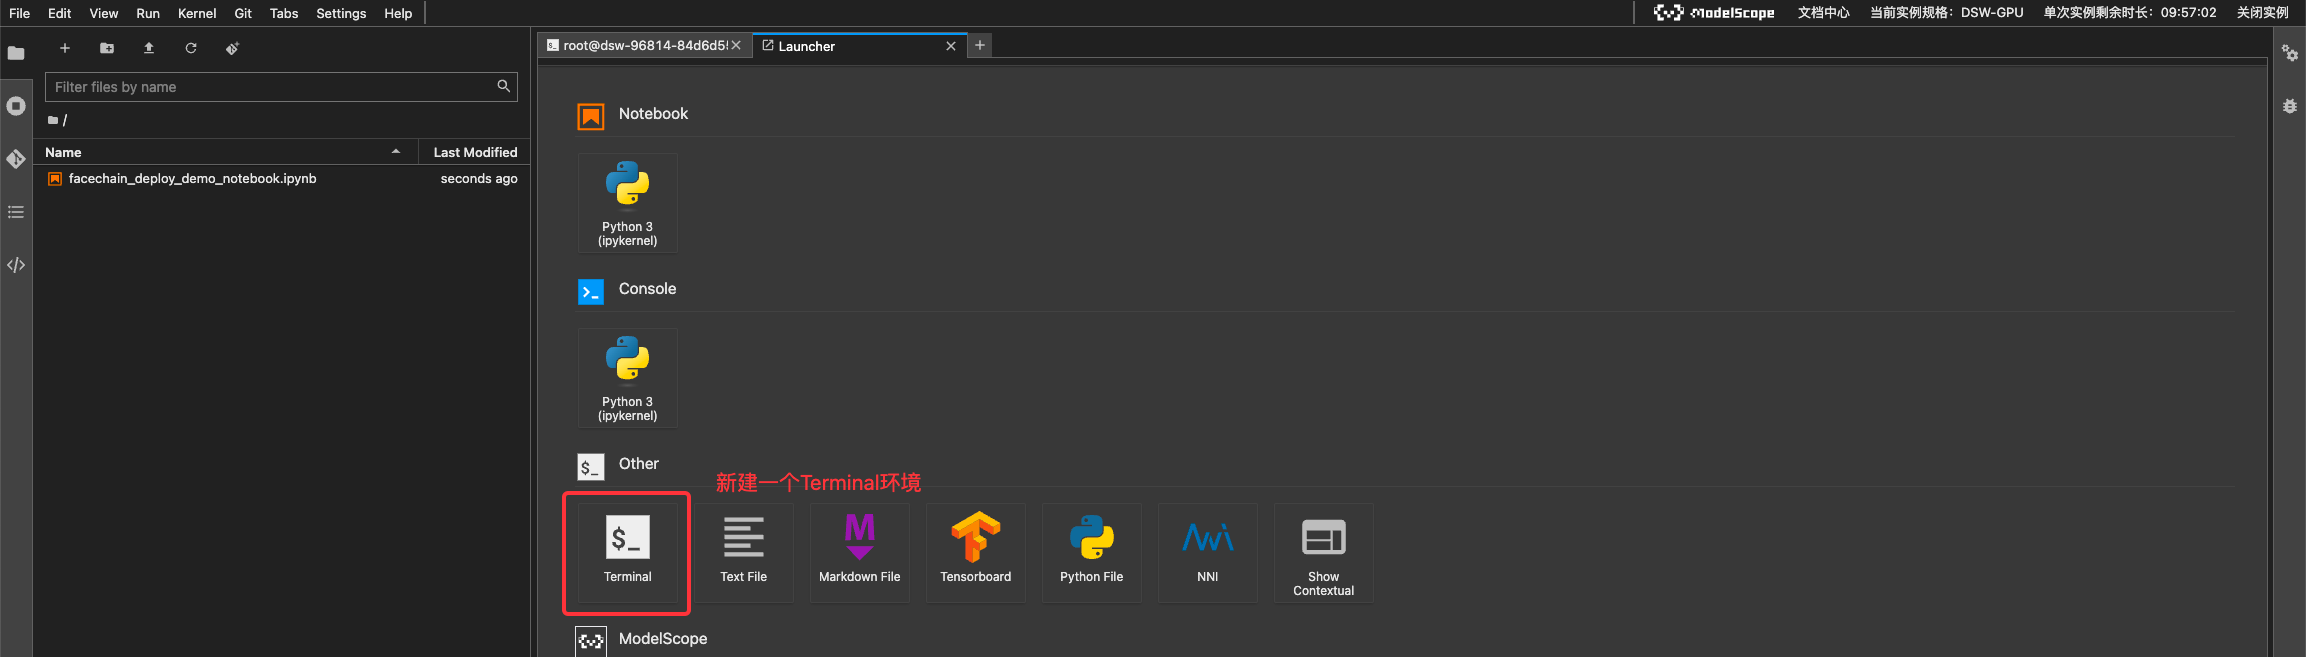 File Edit View Run Kernel Git Tabs Settings Help
ModelScope 文档中心 当前实例规格：DSW-GPU 单次实例剩余时长：09:57:02 关闭实例
Filter files by name
/
Name Last Modified
facechain_deploy_demo_notebook.ipynb seconds ago
$_ root@dsw-96814-84d6d5
Launcher
Notebook
Python 3
(ipykernel)
Console
Python 3
(ipykernel)
$_ Other
新建一个Terminal环境
$_
Terminal
Text File
M
Markdown File
Tensorboard
Python File
NNI
Show
Contextual
ModelScope